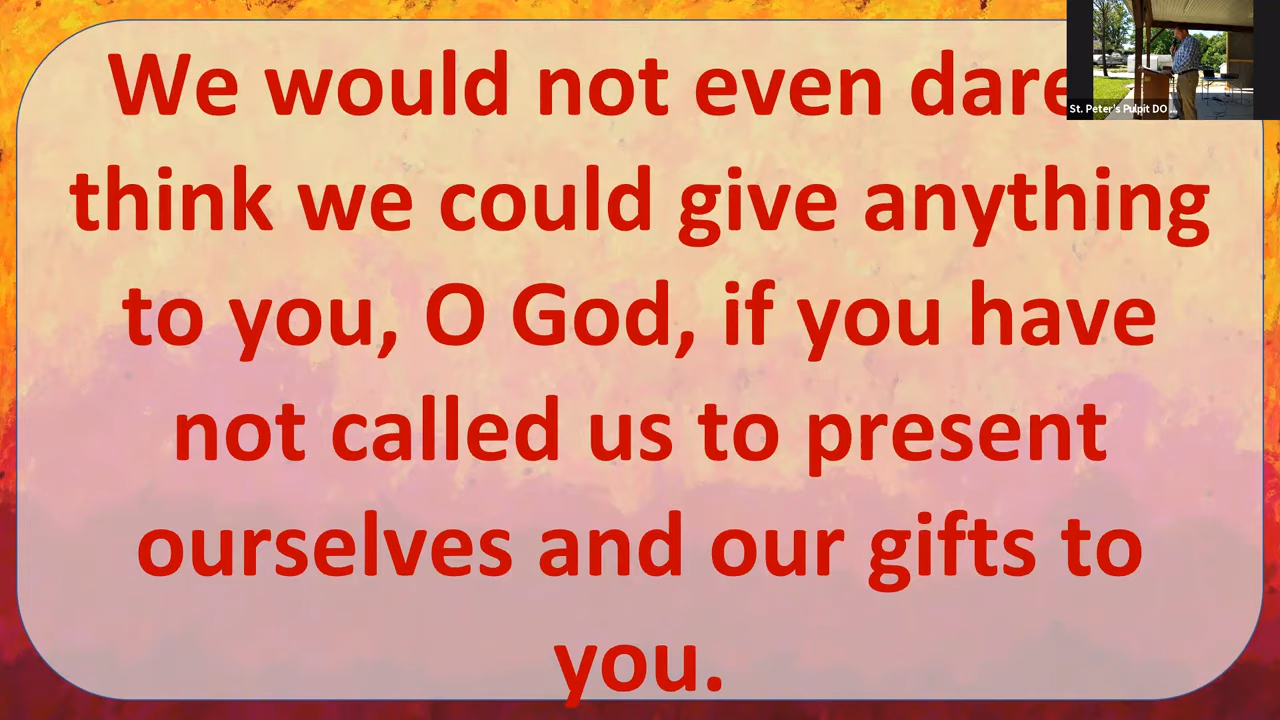 We would not even dare
think we could give anything
to you, O God, if you have
not called us to present
ourselves and our gifts to
you.
St. Peter's Pulpit DO ...